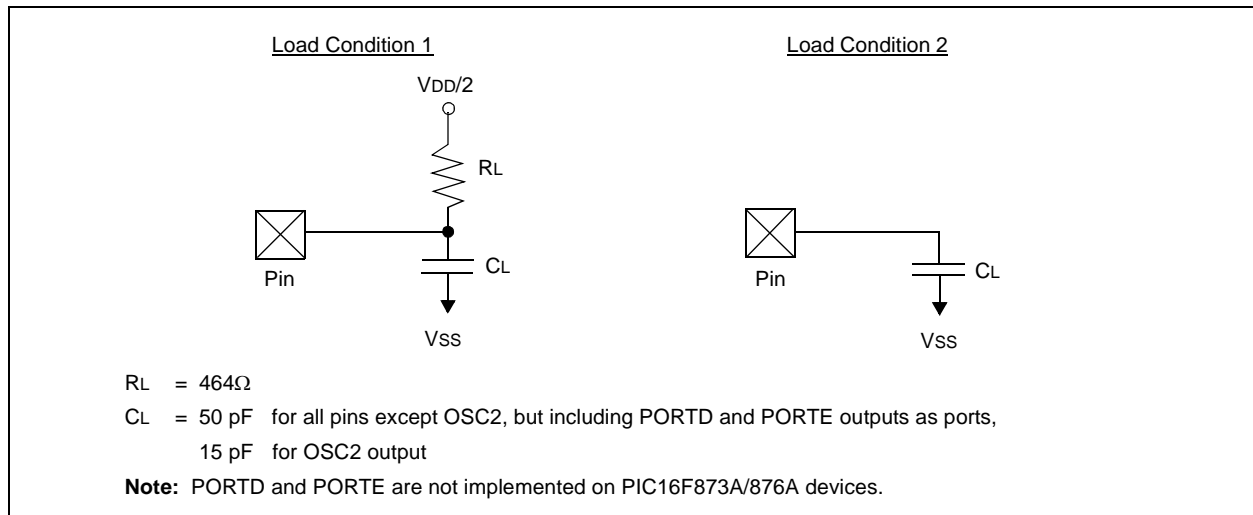 Load Condition 1
VDD/2
RL
Pin
CL
VSS
Load Condition 2
Pin
CL
VSS
RL = 464Ω
CL = 50 pF for all pins except OSC2, but including PORTD and PORTE outputs as ports,
15 pF for OSC2 output
Note: PORTD and PORTE are not implemented on PIC16F873A/876A devices.